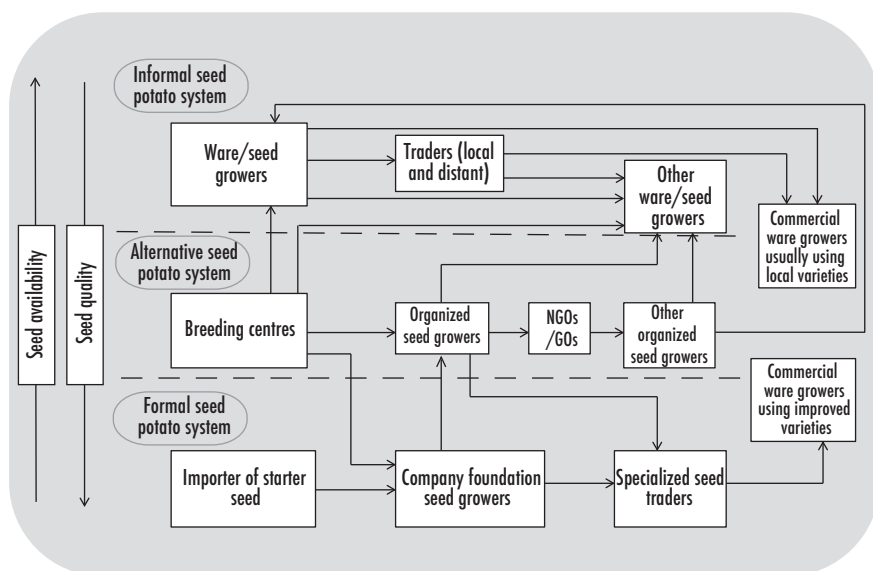 Informal seed
potato system
Ware/seed
growers
Traders (local
and distant)
Other
ware/seed
growers
Commercial
ware growers
usually using
local varieties
Seed availability
Seed quality
Alternative seed
potato system
Breeding centres
Organized
seed growers
NGOs
/GOs
Other
organized
seed growers
Commercial
ware growers
using improved
varieties
Formal seed
potato system
Importer of starter
seed
Company foundation
seed growers
Specialized seed
traders